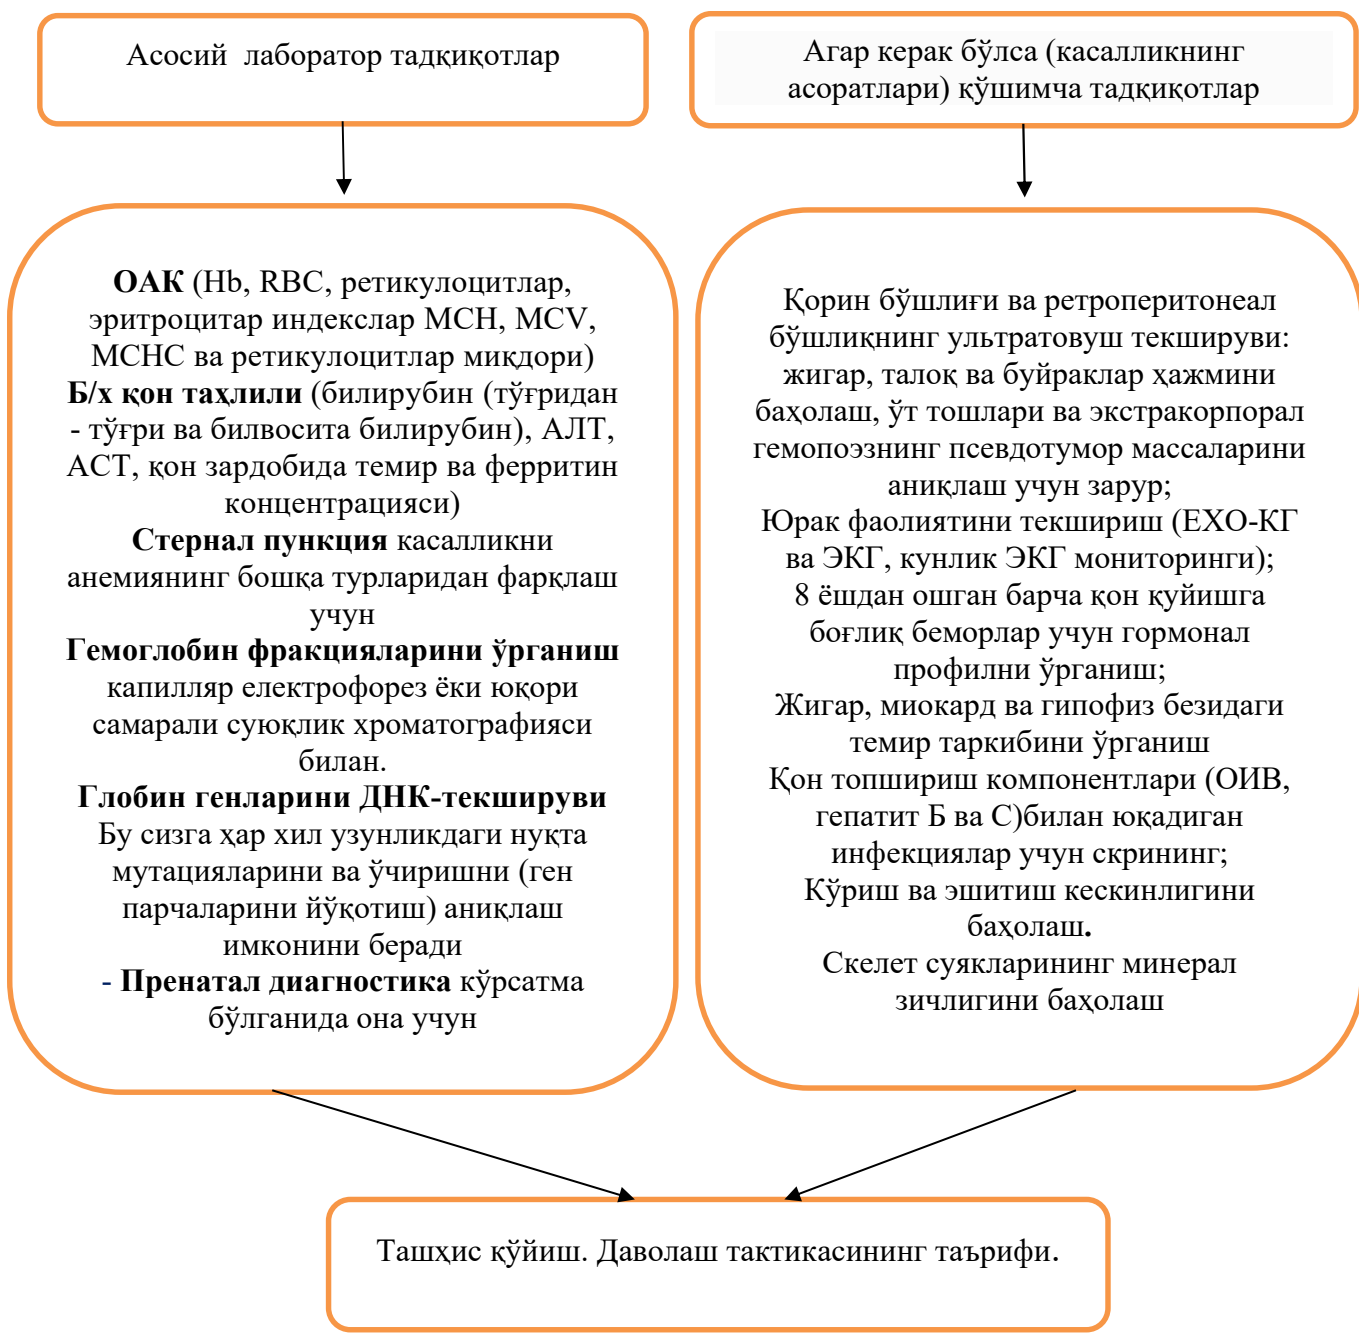 Асосий лаборатор тадқиқотлар
Агар керак бўлса (касалликнинг
асоратлари) қўшимча тадқиқотлар
ОАК (Hb, RBC, ретикулоцитлар,
эритроцитар индекслар MCH, MCV,
MCHC ва ретикулоцитлар миқдори)
Б/х қон таҳлили (билирубин (тўғридан
- тўғри ва билвосита билирубин), АЛТ,
АСТ, қон зардобида темир ва ферритин
концентрацияси)
Стернал пункция касалликни
анемиянинг бошқа турларидан фарқлаш
учун
Гемоглобин фракцияларини ўрганиш
капилляр електрофорез ёки юқори
самарали суюқлик хроматографияси
билан.
Глобин генларини ДНК-текшируви
Бу сизга ҳар хил узунликдаги нуқта
мутацияларини ва ўчиришни (ген
парчаларини йўқотиш) аниқлаш
имконини беради
- Пренатал диагностика кўрсатма
бўлганида она учун
Қорин бўшлиғи ва ретроперитонеал
бўшлиқнинг ультратовуш текшируви:
жигар, талоқ ва буйраклар ҳажмини
баҳолаш, ўт тошлари ва экстракорпорал
гемопоэзнинг псевдотумор массаларини
аниқлаш учун зарур;
Юрак фаолиятини текшириш (ЕХО-КГ
ва ЭКГ, кунлик ЭКГ мониторинги);
8 ёшдан ошган барча қон қуйишга
боғлиқ беморлар учун гормонал
профилни ўрганиш;
Жигар, миокард ва гипофиз безидаги
темир таркибини ўрганиш
Қон топшириш компонентлари (ОИВ,
гепатит Б ва С)билан юқадиган
инфекциялар учун скрининг;
Кўриш ва эшитиш кескинлигини
баҳолаш.
Скелет суякларининг минерал
зичлигини баҳолаш
Ташҳис қўйиш. Даволаш тактикасининг таърифи.